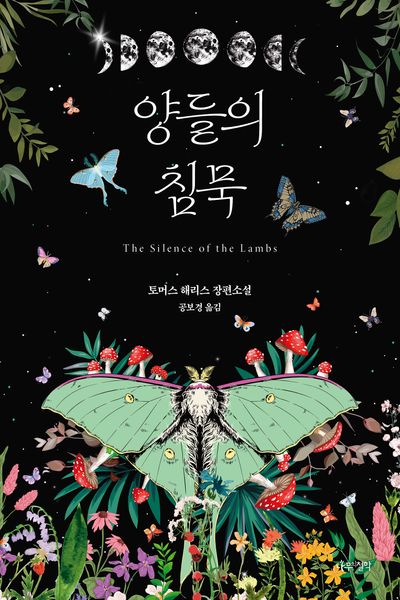 양들의
침묵
The Silence of the Lambs
토머스 해리스 장편소설
공보경 옮김